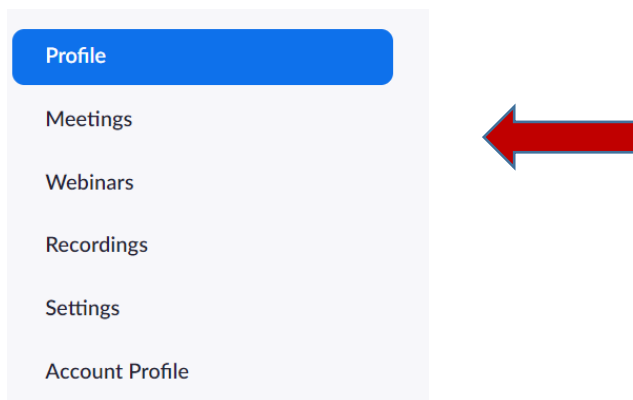 Profile
Meetings
Webinars
Recordings
Settings
Account Profile